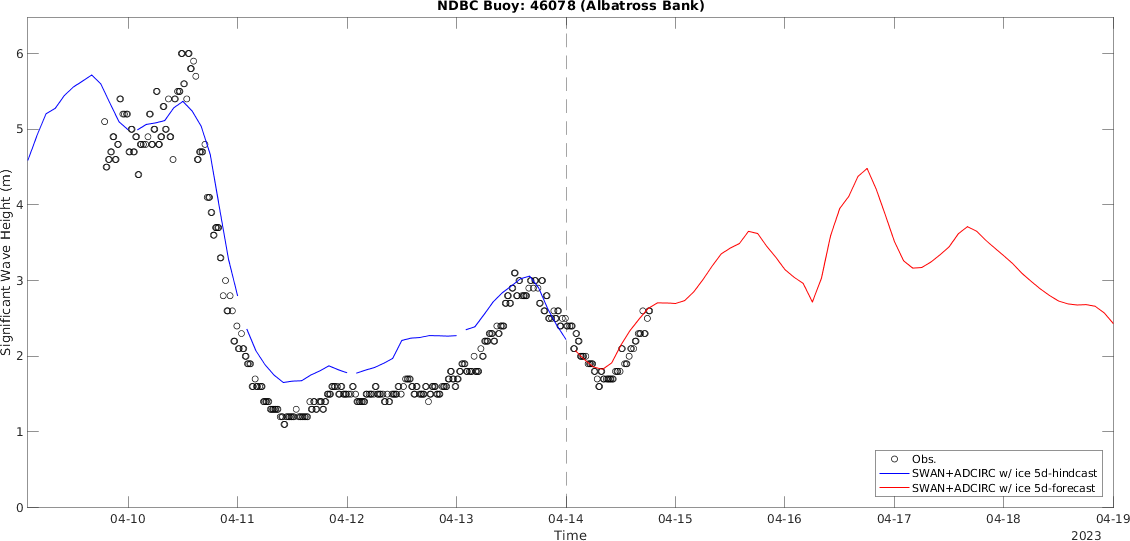 NDBC Buoy: 46078 (Albatross Bank)
Significant Wave Height (m)
6
5
4
3
2
1
0
Obs.
SWAN+ADCIRC w/ ice 5d-hindcast
SWAN+ADCIRC w/ ice 5d-forecast
04-10 04-11 04-12 04-13 04-14 04-15 04-16 04-17 04-18 04-19
Time
2023